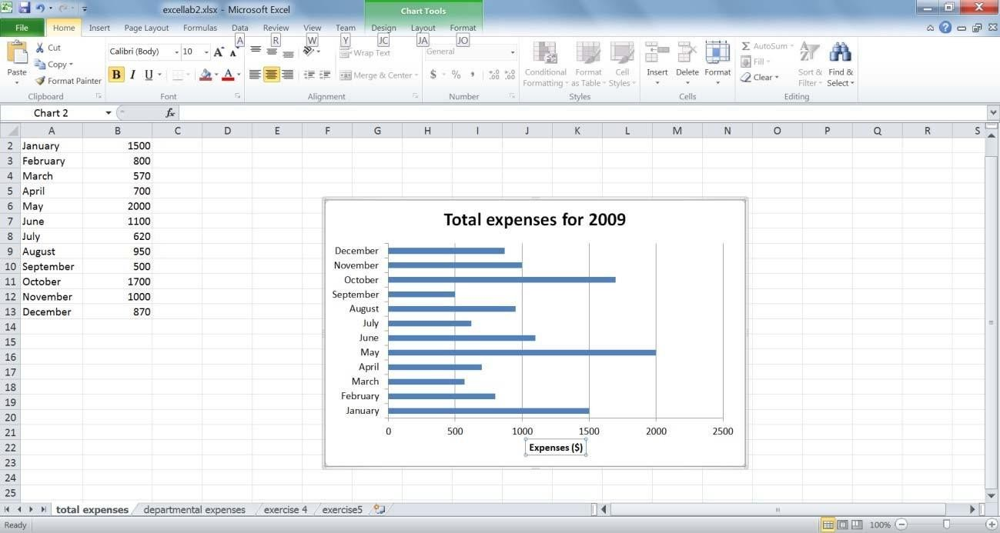 excellab2.xlsx - Microsoft Excel
Chart Tools
File Home Insert Page Layout Formulas Data Review View Team Design Layout Format
A R W Y JC JA JO
Paste
Cut
Copy
Format Painter
Clipboard
Calibri (Body) 10 A A
B I U A
Font
Wrap Text
Merge & Center
Alignment
General
$ % , .0 .00 .00 .0
Number
Conditional Formatting
Format as Table
Cell Styles
Styles
Insert Delete Format
Cells
Σ AutoSum
Fill
Clear
Sort & Filter
Find & Select
Editing
Chart 2 fx
A B C D E F G H I J K L M N O P Q R S
2 January 1500
3 February 800
4 March 570
5 April 700
6 May 2000
7 June 1100
8 July 620
9 August 950
10 September 500
11 October 1700
12 November 1000
13 December 870
14
15
16
17
18
19
20
21
22
23
24
25
Total expenses for 2009
December
November
October
September
August
July
June
May
April
March
February
January
0 500 1000 1500 2000 2500
Expenses ($)
total expenses departmental expenses exercise 4 exercise5
Ready 100%